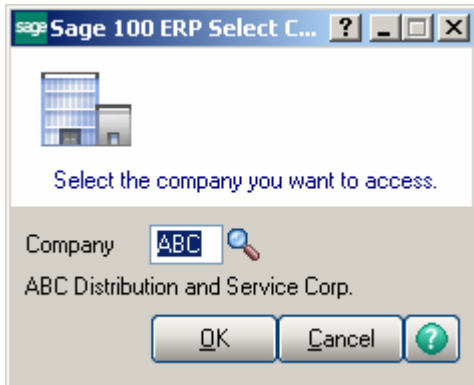 sage Sage 100 ERP Select C... ?
Select the company you want to access.
Company ABC
ABC Distribution and Service Corp.
OK Cancel ?